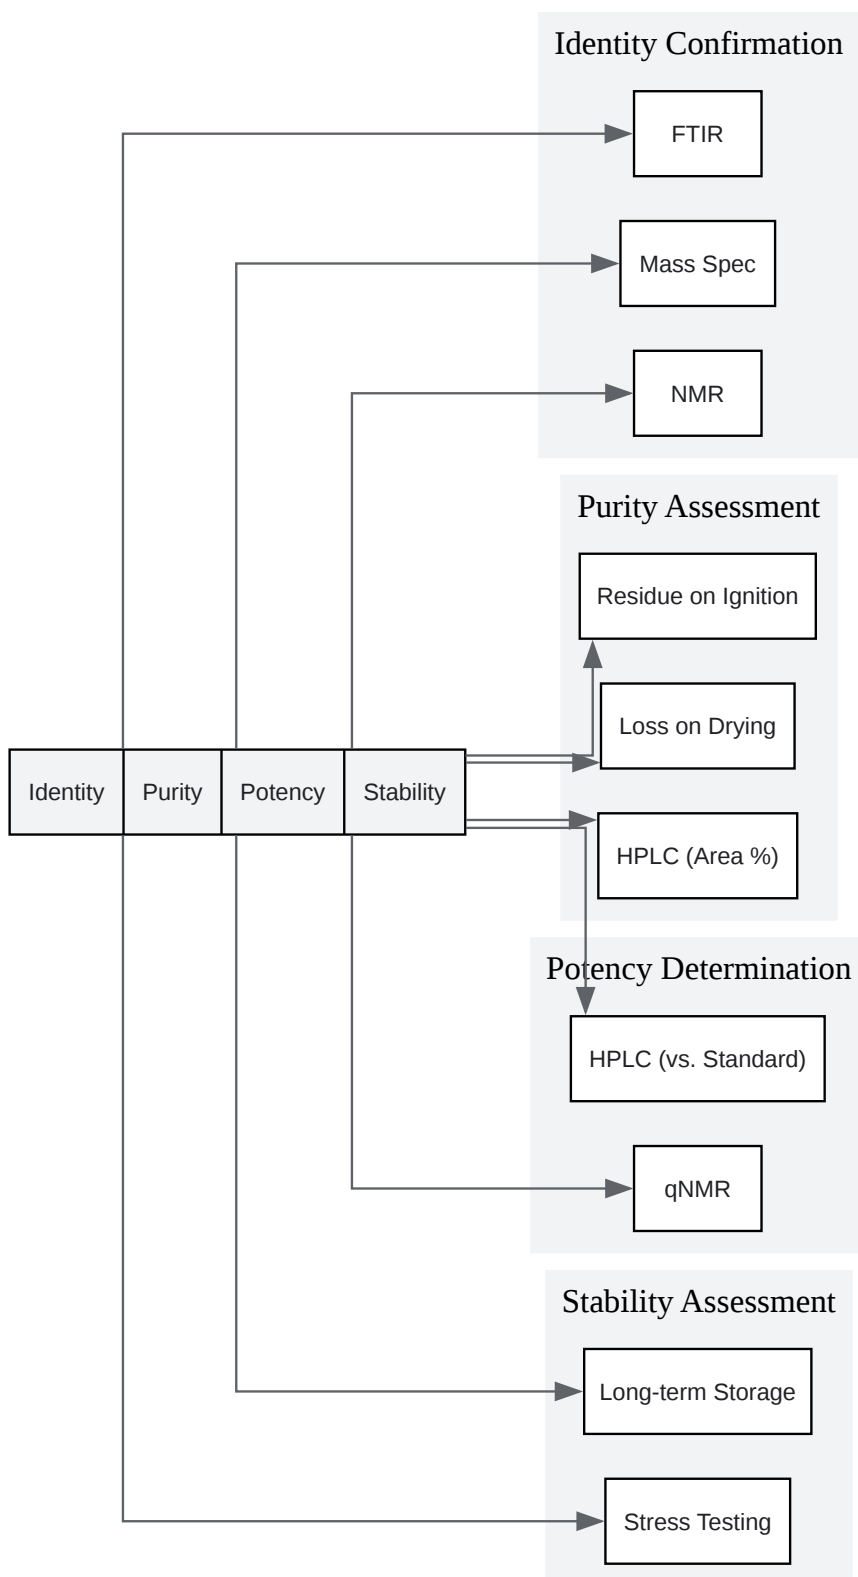 Identity Confirmation
FTIR
Mass Spec
NMR
Purity Assessment
Residue on Ignition
Loss on Drying
Identity
Purity
Potency
Stability
HPLC (Area %)
Potency Determination
HPLC (vs. Standard)
qNMR
Stability Assessment
Long-term Storage
Stress Testing